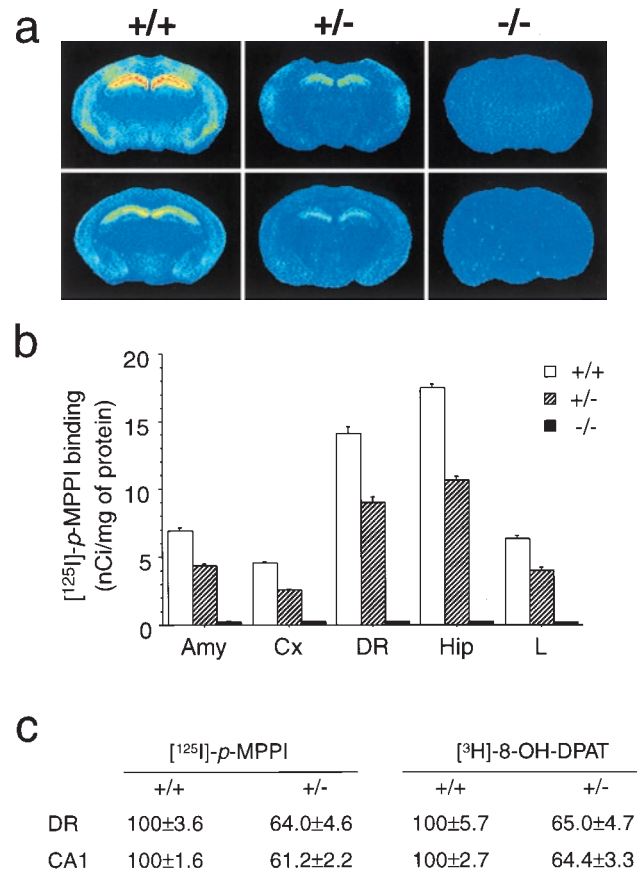 a
+/+ +/- -/-
b
[¹²⁵I]-p-MPPI binding
(nCi/mg of protein)
20
15
10
5
0
+/+
+/-
-/-
Amy Cx DR Hip L
c
[¹²⁵I]-p-MPPI [³H]-8-OH-DPAT
+/+ +/- +/+ +/-
DR 100±3.6 64.0±4.6 100±5.7 65.0±4.7
CA1 100±1.6 61.2±2.2 100±2.7 64.4±3.3